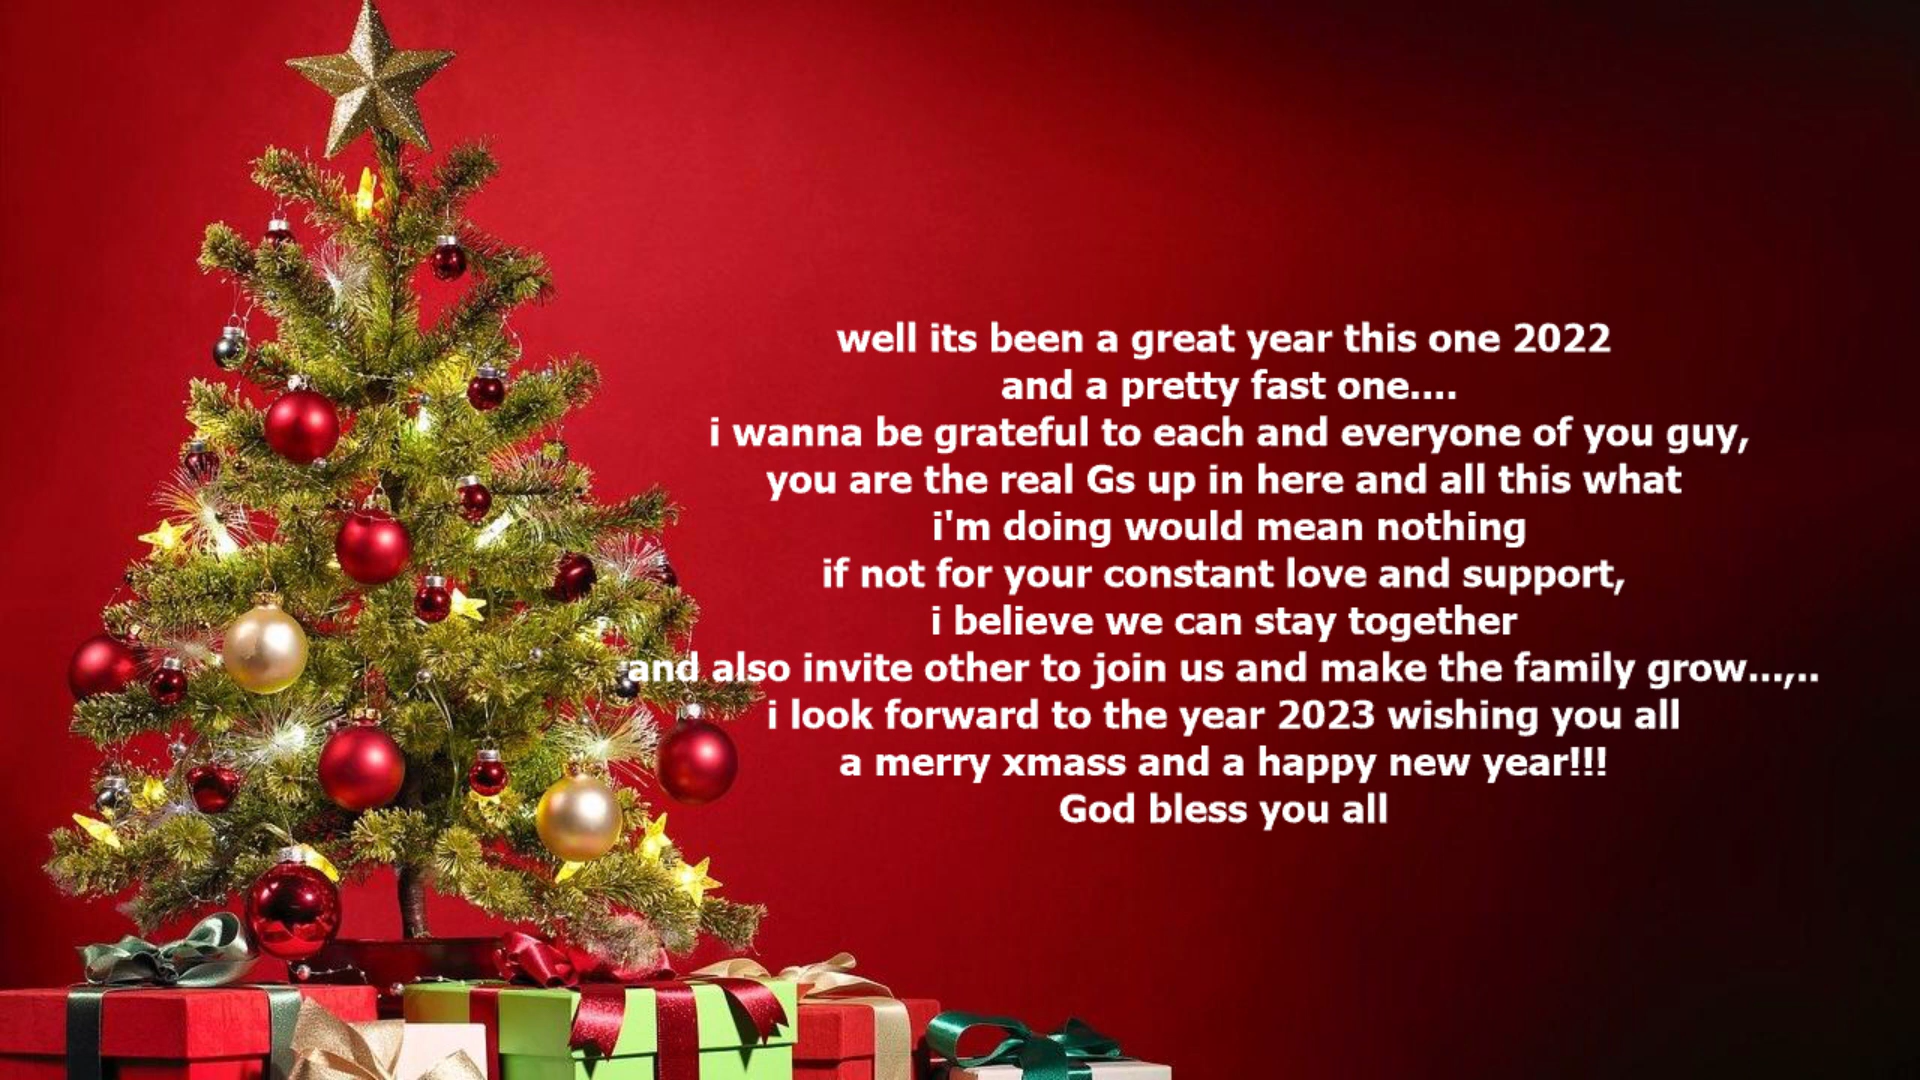 well its been a great year this one 2022
and a pretty fast one....
i wanna be grateful to each and everyone of you guy,
you are the real Gs up in here and all this what
i'm doing would mean nothing
if not for your constant love and support,
i believe we can stay together
and also invite other to join us and make the family grow...,..
i look forward to the year 2023 wishing you all
a merry xmass and a happy new year!!!
God bless you all